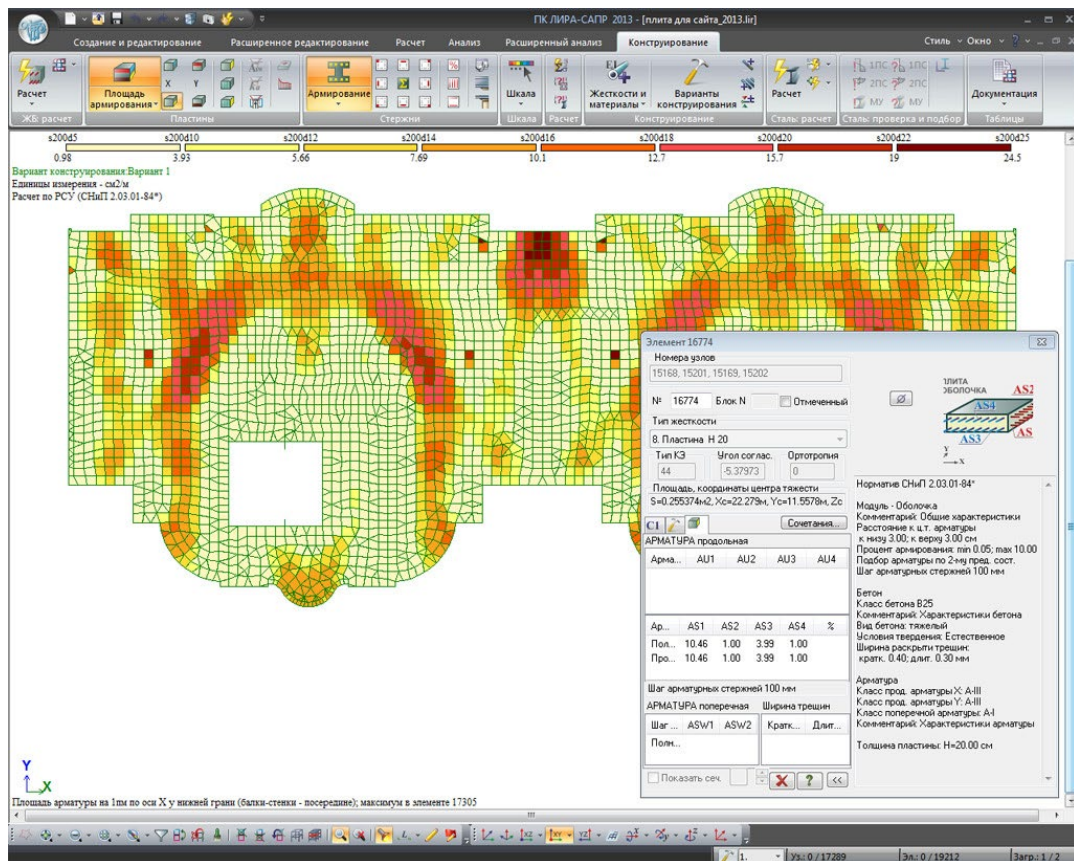 ПК ЛИРА-САПР 2013 - [плита для сайта_2013.lir]
Создание и редактирование Расширенное редактирование Расчет Анализ Расширенный анализ Конструирование Стиль Окно
Расчет
Площадь армирования
X Y
Армирование
Шкала
Жесткости и материалы
Варианты конструирования
Расчет
1ПС 1ПС
2ПС 2ПС
МУ МУ
Документация
ЖБ: расчет Пластины Стержни Шкала Расчет Конструирование Сталь: расчет Сталь: проверка и подбор Таблицы
s200d5 s200d10 s200d12 s200d14 s200d16 s200d18 s200d20 s200d22 s200d25
0.98 3.93 5.66 7.69 10.1 12.7 15.7 19 24.5
Вариант конструирования:Вариант 1
Единицы измерения - см2/м
Расчет по РСУ (СНиП 2.03.01-84*)
Элемент 16774
Номера узлов
15168, 15201, 15169, 15202
№ 16774 Блок N Отмеченный
Тип жесткости
8. Пластина H 20
Тип КЭ Угол соглас. Ортотропия
44 -5.37973 0
Площадь, координаты центра тяжести
S=0.255374м2, Xc=22.279м, Yc=11.5578м, Zc
C1 Сочетания...
АРМАТУРА продольная
Арма... AU1 AU2 AU3 AU4
Ар... AS1 AS2 AS3 AS4 %
Пол... 10.46 1.00 3.99 1.00
Про... 10.46 1.00 3.99 1.00
Шаг арматурных стержней 100 мм
АРМАТУРА поперечная Ширина трещин
Шаг ... ASW1 ASW2 Кратк... Длит...
Полн...
Показать сеч.
? <<
ПЛИТА
ОБОЛОЧКА
AS2
AS4
AS3
AS
Y
X
Норматив СНиП 2.03.01-84*
Модуль - Оболочка
Комментарий: Общие характеристики
Расстояние к ц.т. арматуры
к низу 3.00; к верху 3.00 см
Процент армирования: min 0.05; max 10.00
Подбор арматуры по 2-му пред. сост.
Шаг арматурных стержней 100 мм
Бетон
Класс бетона B25
Комментарий: Характеристики бетона
Вид бетона: тяжелый
Условия твердения: Естественное
Ширина раскрыти трещин:
кратк. 0.40; длит. 0.30 мм
Арматура
Класс прод. арматуры X: A-III
Класс прод. арматуры Y: A-III
Класс поперечной арматуры: A-I
Комментарий: Характеристики арматуры
Толщина пластины: H=20.00 см
Y
X
Площадь арматуры на 1пм по оси X у нижней грани (балки-стенки - посередине); максимум в элементе 17305
1. Уз.: 0 / 17289 Эл.: 0 / 19212 Загр.: 1 / 2